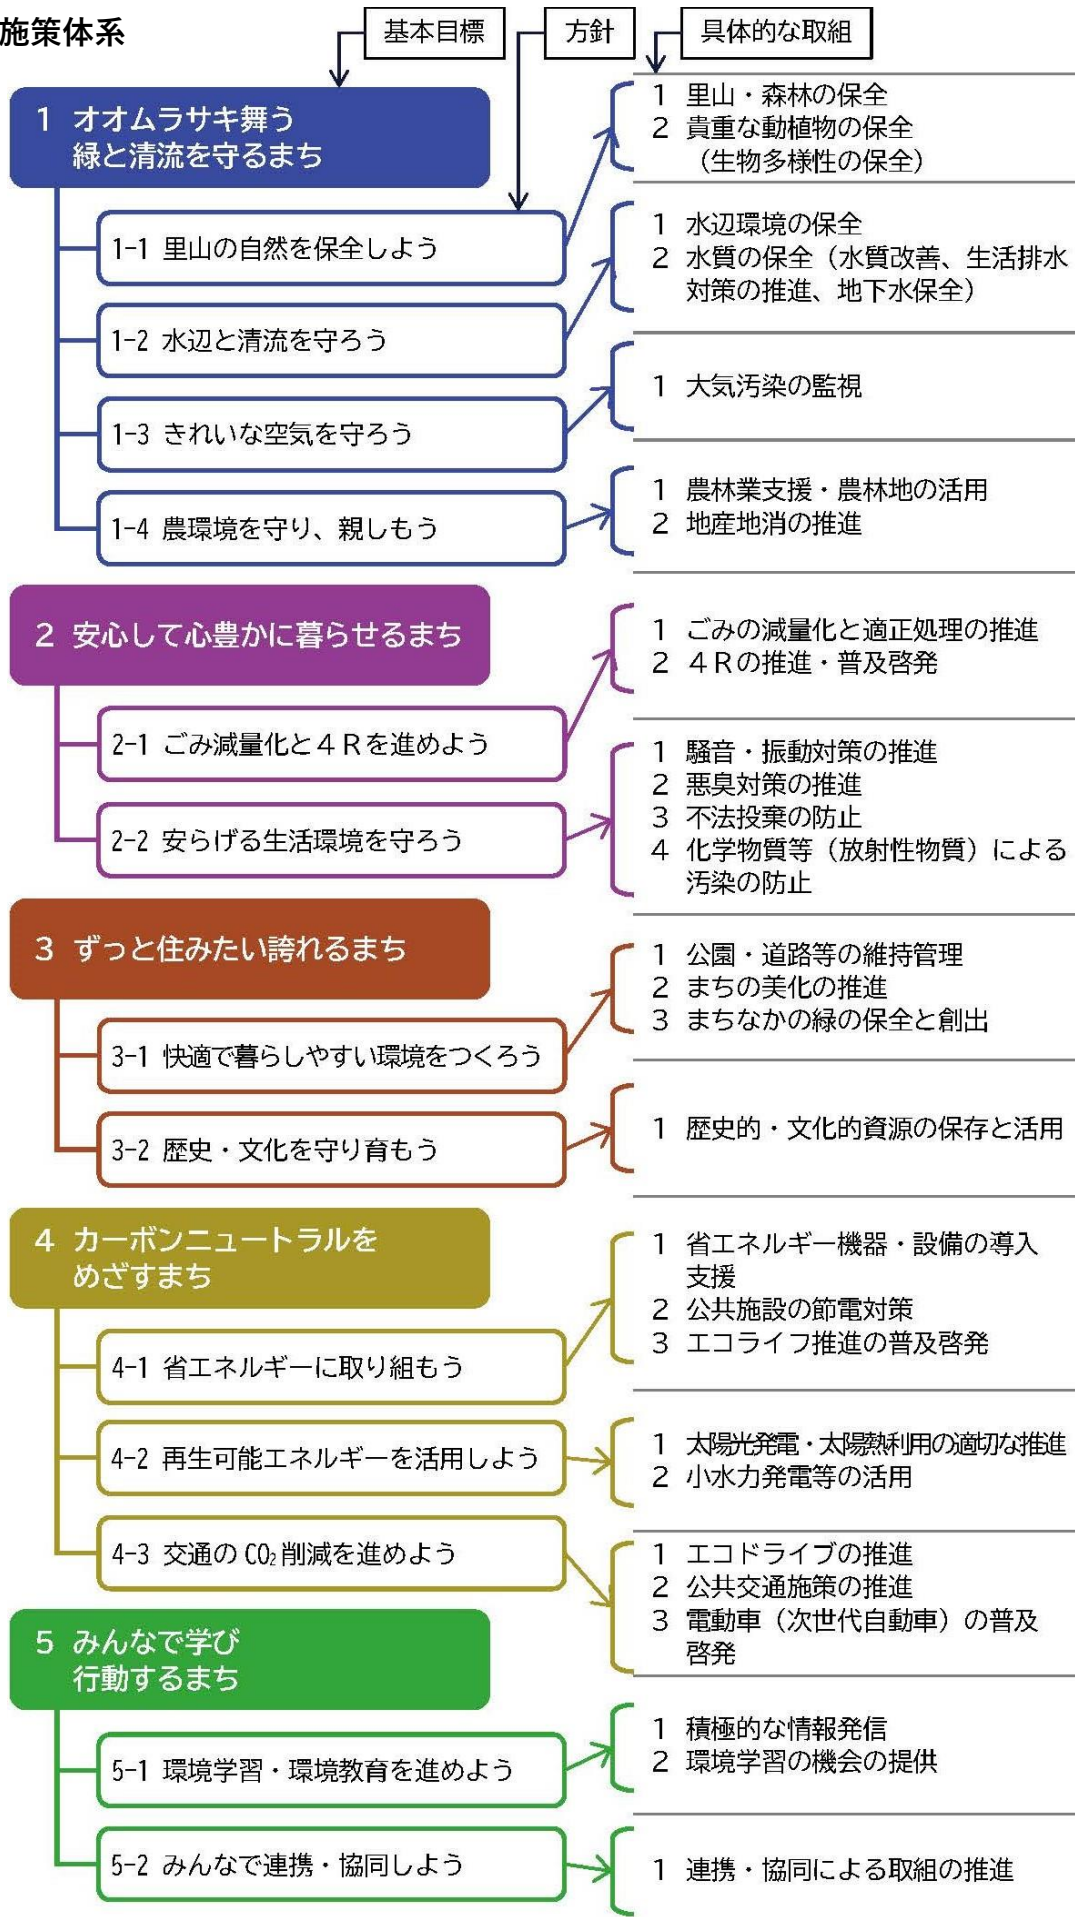 施策体系
基本目標
方針
具体的な取組
1 オオムラサキ舞う
緑と清流を守るまち
1-1 里山の自然を保全しよう
1 里山・森林の保全
2 貴重な動植物の保全
（生物多様性の保全）
1-2 水辺と清流を守ろう
1 水辺環境の保全
2 水質の保全（水質改善、生活排水
対策の推進、地下水保全）
1-3 きれいな空気を守ろう
1 大気汚染の監視
1-4 農環境を守り、親しもう
1 農林業支援・農林地の活用
2 地産地消の推進
2 安心して心豊かに暮らせるまち
2-1 ごみ減量化と４Ｒを進めよう
1 ごみの減量化と適正処理の推進
2 ４Ｒの推進・普及啓発
2-2 安らげる生活環境を守ろう
1 騒音・振動対策の推進
2 悪臭対策の推進
3 不法投棄の防止
4 化学物質等（放射性物質）による
汚染の防止
3 ずっと住みたい誇れるまち
3-1 快適で暮らしやすい環境をつくろう
1 公園・道路等の維持管理
2 まちの美化の推進
3 まちなかの緑の保全と創出
3-2 歴史・文化を守り育もう
1 歴史的・文化的資源の保存と活用
4 カーボンニュートラルを
めざすまち
4-1 省エネルギーに取り組もう
1 省エネルギー機器・設備の導入
支援
2 公共施設の節電対策
3 エコライフ推進の普及啓発
4-2 再生可能エネルギーを活用しよう
1 太陽光発電・太陽熱利用の適切な推進
2 小水力発電等の活用
4-3 交通の CO₂ 削減を進めよう
1 エコドライブの推進
2 公共交通施策の推進
3 電動車（次世代自動車）の普及
啓発
5 みんなで学び
行動するまち
5-1 環境学習・環境教育を進めよう
1 積極的な情報発信
2 環境学習の機会の提供
5-2 みんなで連携・協同しよう
1 連携・協同による取組の推進